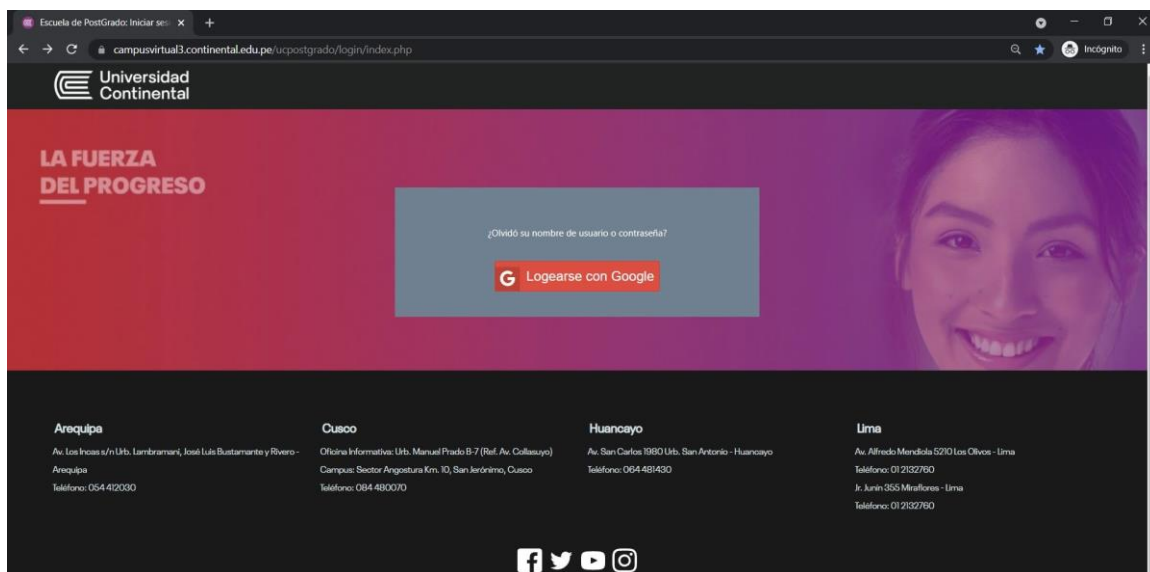 Escuela de PostGrado: Iniciar ses
campusvirtual3.continental.edu.pe/ucpostgrado/login/index.php
Incógnito
Universidad
Continental
LA FUERZA
DEL PROGRESO
¿Olvidó su nombre de usuario o contraseña?
G Logearse con Google
Arequipa
Av. Los Incas s/n Urb. Lambramani, José Luis Bustamante y Rivero -
Arequipa
Teléfono: 054 412030
Cusco
Oficina Informativa: Urb. Manuel Prado B-7 (Ref. Av. Collasuyo)
Campus: Sector Angostura Km. 10, San Jerónimo, Cusco
Teléfono: 084 480070
Huancayo
Av. San Carlos 1980 Urb. San Antonio - Huancayo
Teléfono: 064 481430
Lima
Av. Alfredo Mendiola 5210 Los Olivos - Lima
Teléfono: 01 2132760
Jr. Junín 355 Miraflores - Lima
Teléfono: 01 2132760